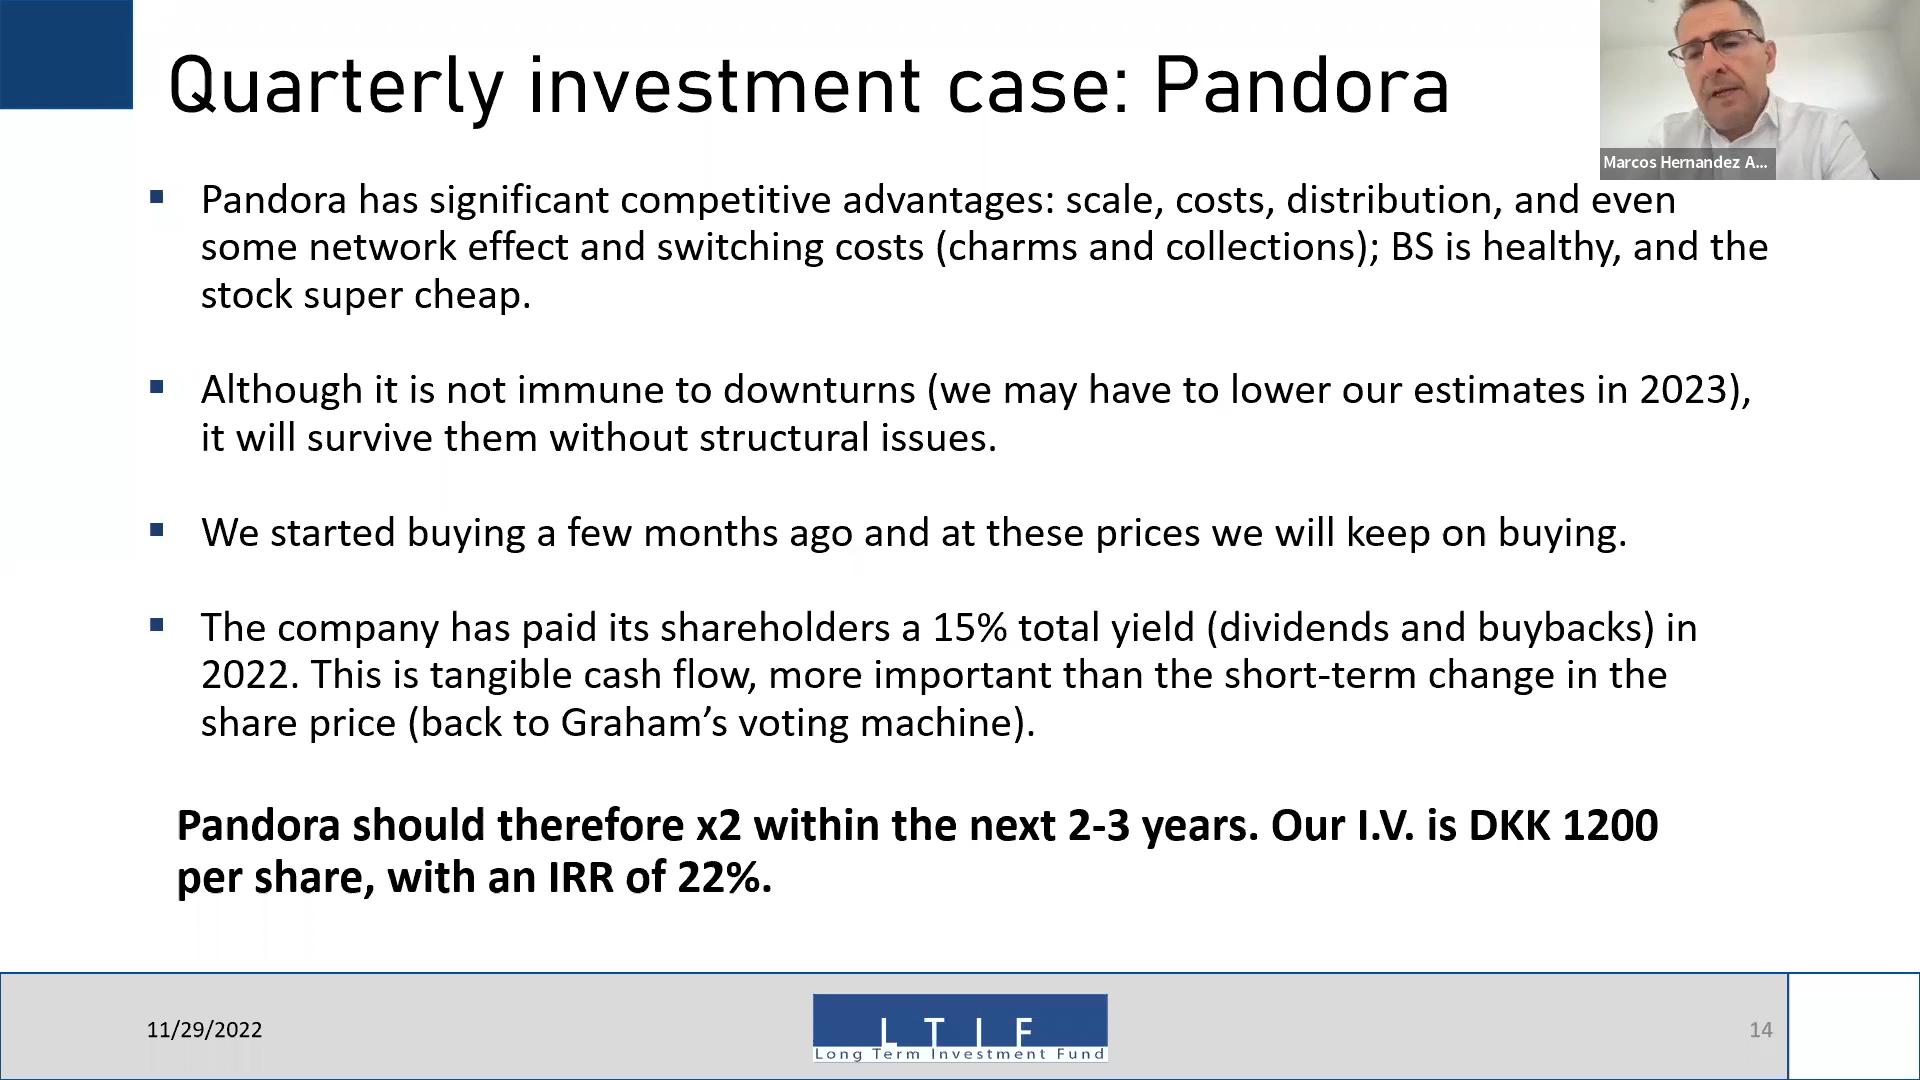 Quarterly investment case: Pandora
Marcos Hernandez A...
▪ Pandora has significant competitive advantages: scale, costs, distribution, and even
some network effect and switching costs (charms and collections); BS is healthy, and the
stock super cheap.
▪ Although it is not immune to downturns (we may have to lower our estimates in 2023),
it will survive them without structural issues.
▪ We started buying a few months ago and at these prices we will keep on buying.
▪ The company has paid its shareholders a 15% total yield (dividends and buybacks) in
2022. This is tangible cash flow, more important than the short-term change in the
share price (back to Graham’s voting machine).
Pandora should therefore x2 within the next 2-3 years. Our I.V. is DKK 1200
per share, with an IRR of 22%.
11/29/2022
LTIF
Long Term Investment Fund
14